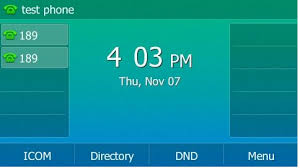 test phone
189
189
4 03 PM
Thu, Nov 07
ICOM Directory DND Menu